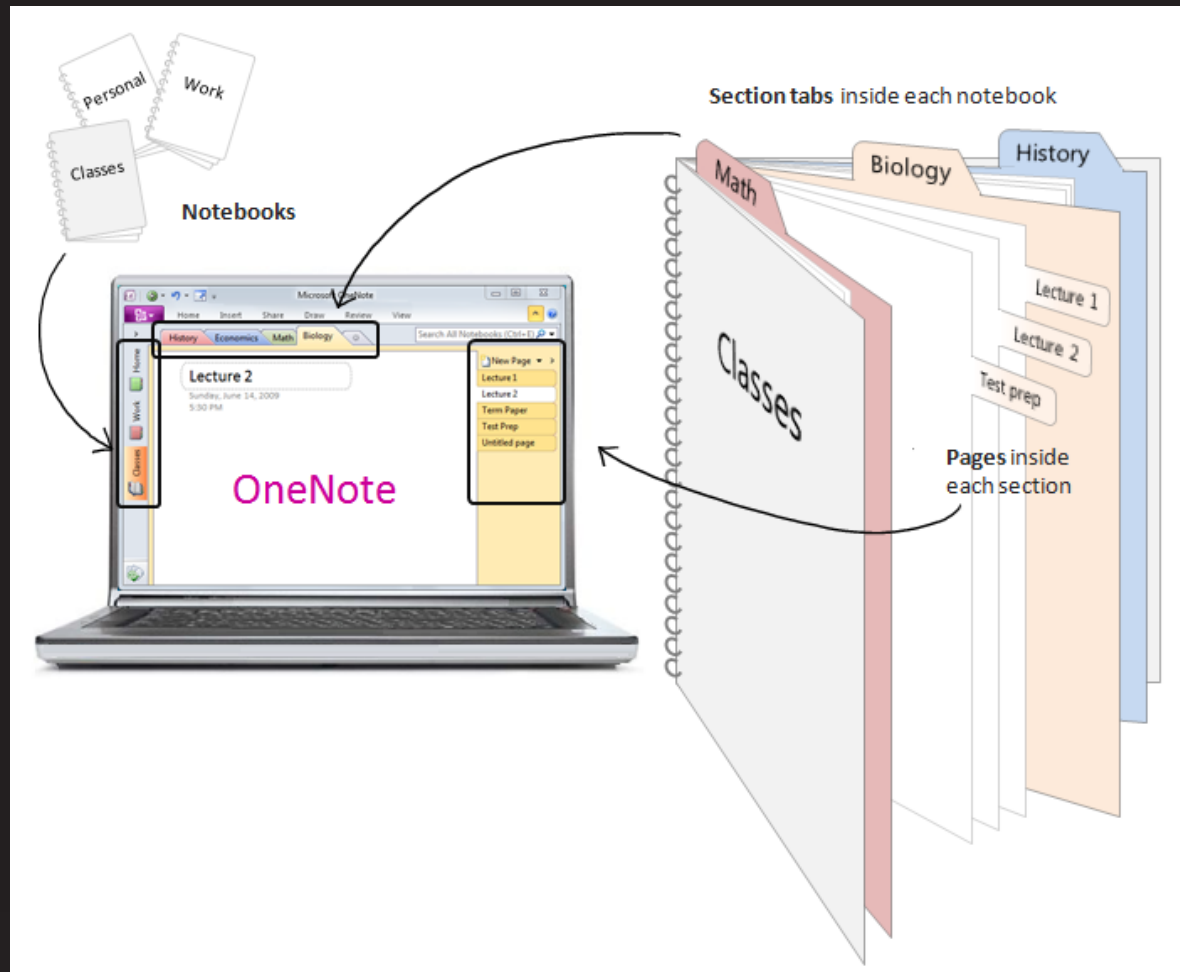 Personal
Work
Classes
Notebooks
Section tabs inside each notebook
Math
Biology
History
Lecture 1
Lecture 2
Test prep
Classes
Pages inside
each section
Microsoft OneNote
Home Insert Share Draw Review View
History Economics Math Biology
Search All Notebooks (Ctrl+E)
Home
Work
Classes
Lecture 2
Sunday, June 14, 2009
5:30 PM
OneNote
New Page
Lecture 1
Lecture 2
Term Paper
Test Prep
Untitled page